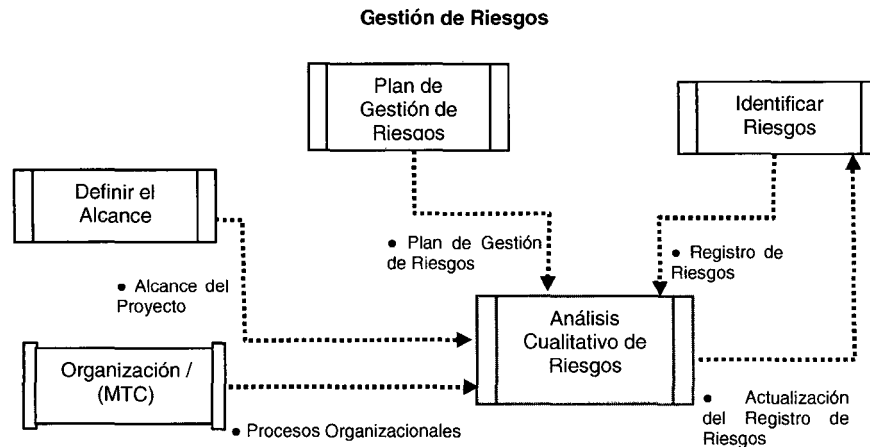 Gestión de Riesgos
Plan de
Gestión de
Riesgos
Identificar
Riesgos
Definir el
Alcance
● Plan de Gestión
de Riesgos
● Registro de
Riesgos
● Alcance del
Proyecto
Análisis
Cualitativo de
Riesgos
Organización /
(MTC)
● Procesos Organizacionales
● Actualización
del Registro de
Riesgos